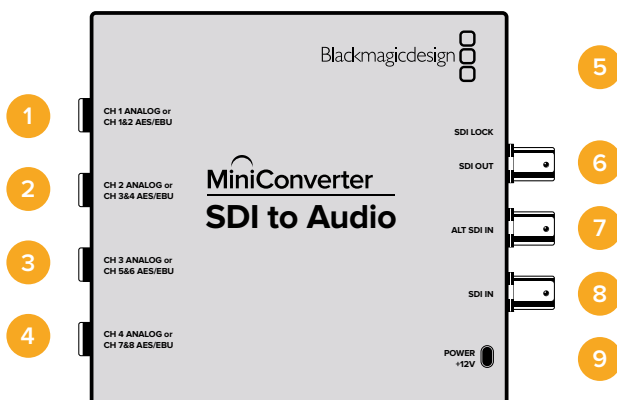 Blackmagicdesign
1
CH 1 ANALOG or
CH 1&2 AES/EBU
2
CH 2 ANALOG or
CH 3&4 AES/EBU
3
CH 3 ANALOG or
CH 5&6 AES/EBU
4
CH 4 ANALOG or
CH 7&8 AES/EBU
MiniConverter
SDI to Audio
5
SDI LOCK
SDI OUT
6
ALT SDI IN
7
SDI IN
8
POWER
+12V
9